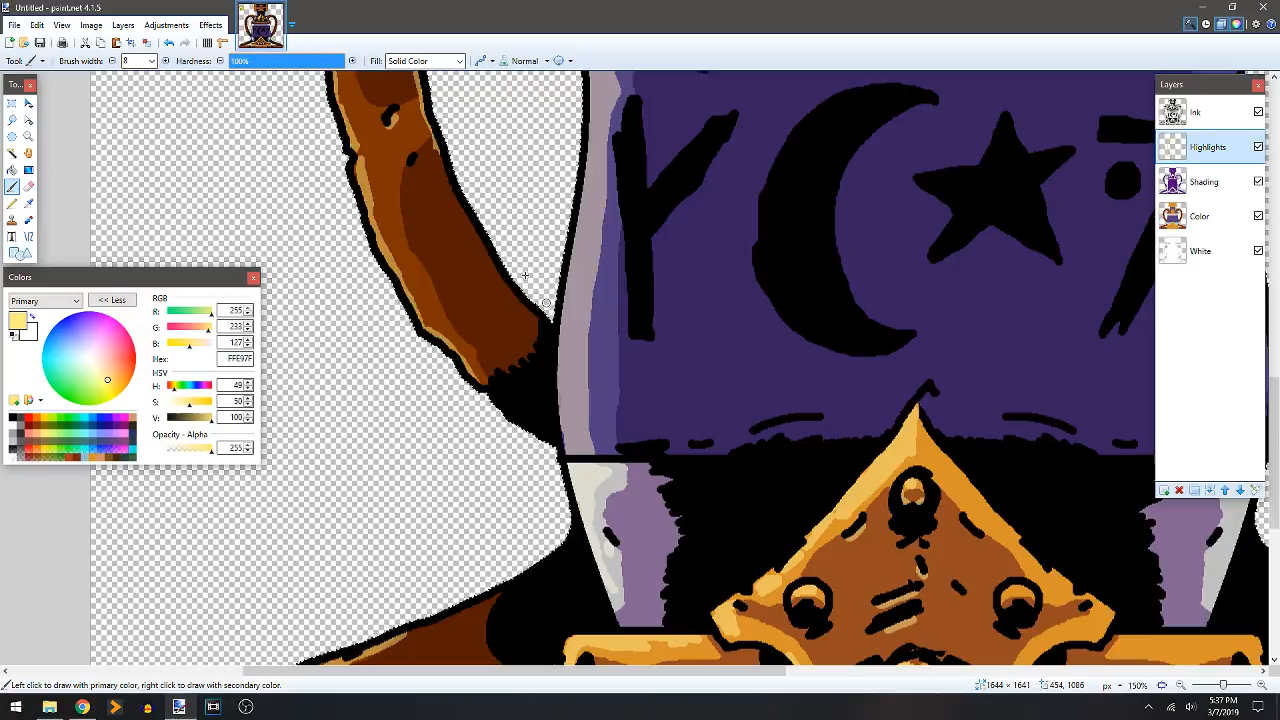 Untitled - paint.net 4.1.5
File Edit View Image Layers Adjustments Effects
Tool: Brush width: 8 Hardness: 100% Fill: Solid Color Normal
To...
Layers
Ink
Highlights
Shading
Color
White
Colors
Primary
<< Less
RGB
R: 255
G: 233
B: 127
Hex: FFE97F
HSV
H: 49
S: 50
V: 100
Opacity - Alpha
255
Left click to draw with primary color, right click to draw with secondary color.
1644 × 1641
454, 1086
px
150%
5:37 PM
3/7/2019